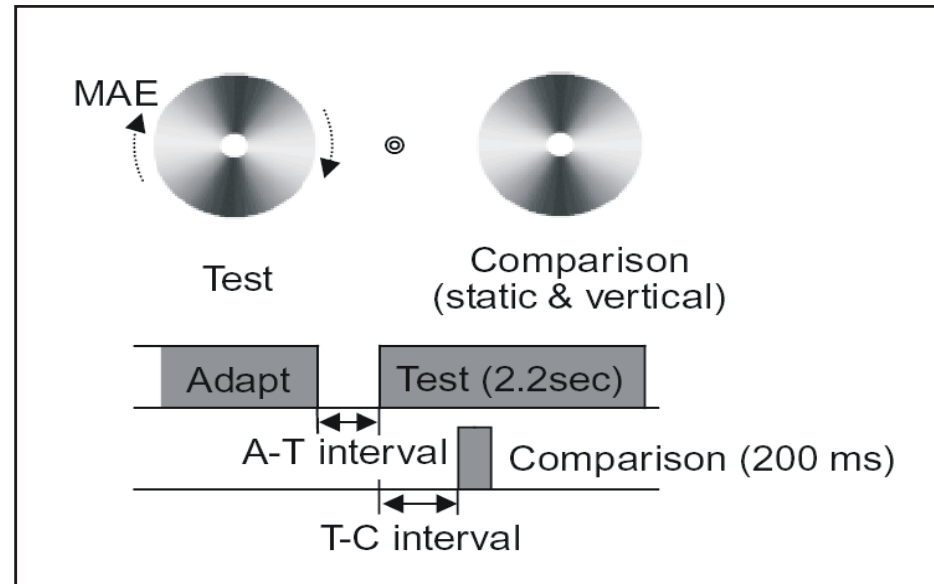 MAE
Test
Comparison
(static & vertical)
Adapt
Test (2.2sec)
A-T interval
Comparison (200 ms)
T-C interval